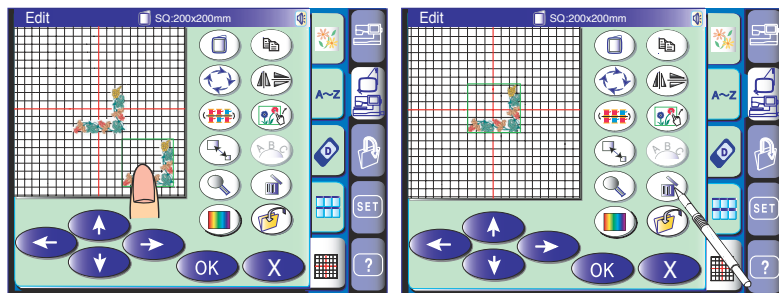 Edit SQ:200x200mm
A~Z
A B C
D
SET
OK X ?
Edit SQ:200x200mm
A~Z
A B C
D
SET
OK X ?